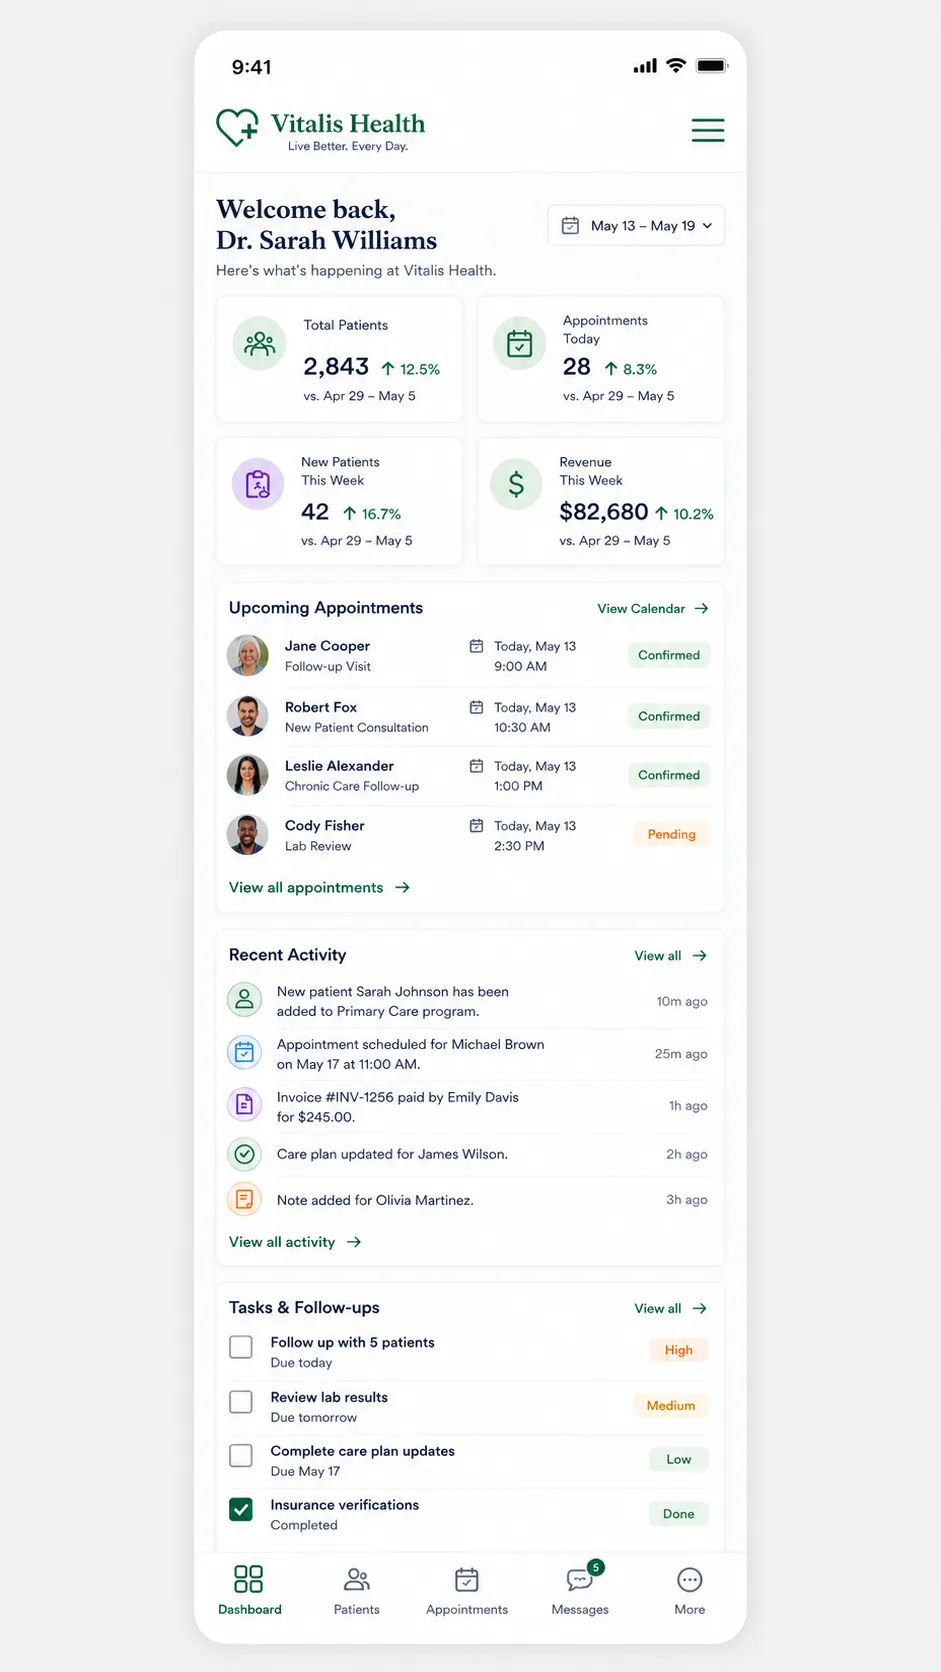 9:41
Vitalis Health
Live Better. Every Day.
Welcome back,
Dr. Sarah Williams
May 13 – May 19
Here's what's happening at Vitalis Health.
Total Patients
2,843 ↑ 12.5%
vs. Apr 29 – May 5
Appointments
Today
28 ↑ 8.3%
vs. Apr 29 – May 5
New Patients
This Week
42 ↑ 16.7%
vs. Apr 29 – May 5
$
Revenue
This Week
$82,680 ↑ 10.2%
vs. Apr 29 – May 5
Upcoming Appointments
View Calendar →
Jane Cooper
Follow-up Visit
Today, May 13
9:00 AM
Confirmed
Robert Fox
New Patient Consultation
Today, May 13
10:30 AM
Confirmed
Leslie Alexander
Chronic Care Follow-up
Today, May 13
1:00 PM
Confirmed
Cody Fisher
Lab Review
Today, May 13
2:30 PM
Pending
View all appointments →
Recent Activity
View all →
New patient Sarah Johnson has been
added to Primary Care program.
10m ago
Appointment scheduled for Michael Brown
on May 17 at 11:00 AM.
25m ago
Invoice #INV-1256 paid by Emily Davis
for $245.00.
1h ago
Care plan updated for James Wilson.
2h ago
Note added for Olivia Martinez.
3h ago
View all activity →
Tasks & Follow-ups
View all →
Follow up with 5 patients
Due today
High
Review lab results
Due tomorrow
Medium
Complete care plan updates
Due May 17
Low
Insurance verifications
Completed
Done
Dashboard
Patients
Appointments
5
Messages
More